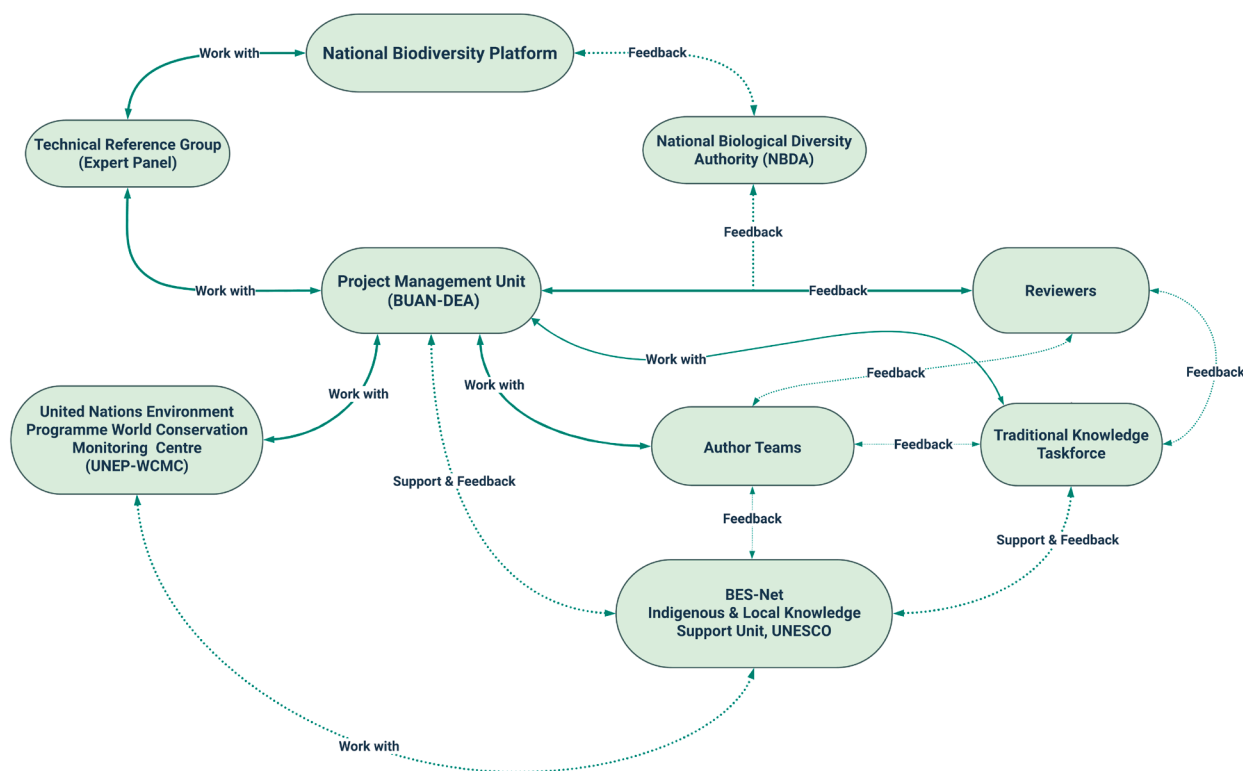 Work with
National Biodiversity Platform
Feedback
Technical Reference Group
(Expert Panel)
National Biological Diversity
Authority (NBDA)
Feedback
Work with
Project Management Unit
(BUAN-DEA)
Feedback
Reviewers
Work with
Feedback
Feedback
Work with
Work with
United Nations Environment
Programme World Conservation
Monitoring Centre
(UNEP-WCMC)
Author Teams
Feedback
Traditional Knowledge
Taskforce
Support & Feedback
Feedback
Support & Feedback
BES-Net
Indigenous & Local Knowledge
Support Unit, UNESCO
Work with